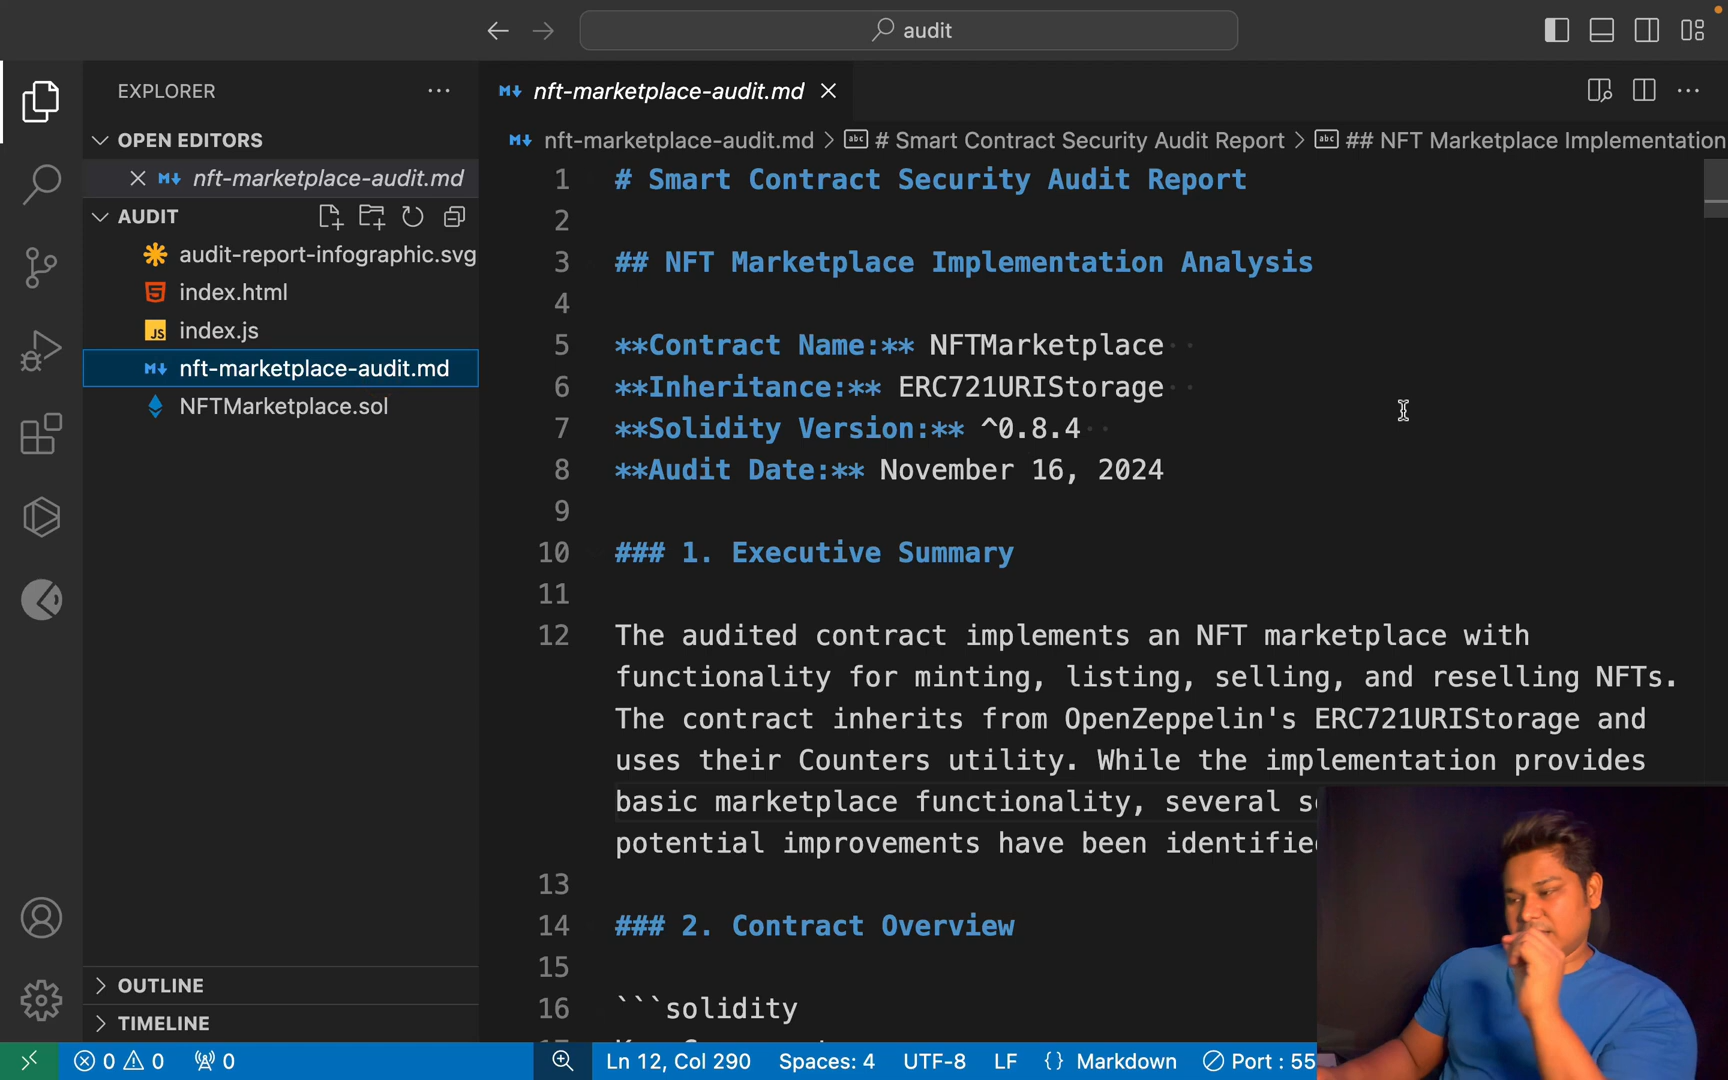 audit
EXPLORER
OPEN EDITORS
nft-marketplace-audit.md
AUDIT
audit-report-infographic.svg
index.html
index.js
nft-marketplace-audit.md
NFTMarketplace.sol
OUTLINE
TIMELINE
nft-marketplace-audit.md
nft-marketplace-audit.md > # Smart Contract Security Audit Report > ## NFT Marketplace Implementation
1 # Smart Contract Security Audit Report
2
3 ## NFT Marketplace Implementation Analysis
4
5 **Contract Name:** NFTMarketplace
6 **Inheritance:** ERC721URIStorage
7 **Solidity Version:** ^0.8.4
8 **Audit Date:** November 16, 2024
9
10 ### 1. Executive Summary
11
12 The audited contract implements an NFT marketplace with
functionality for minting, listing, selling, and reselling NFTs.
The contract inherits from OpenZeppelin's ERC721URIStorage and
uses their Counters utility. While the implementation provides
basic marketplace functionality, several
potential improvements have been
13
14 ### 2. Contract Overview
15
16 ```solidity
0 0 0 Ln 12, Col 290 Spaces: 4 UTF-8 LF {} Markdown Port : 55